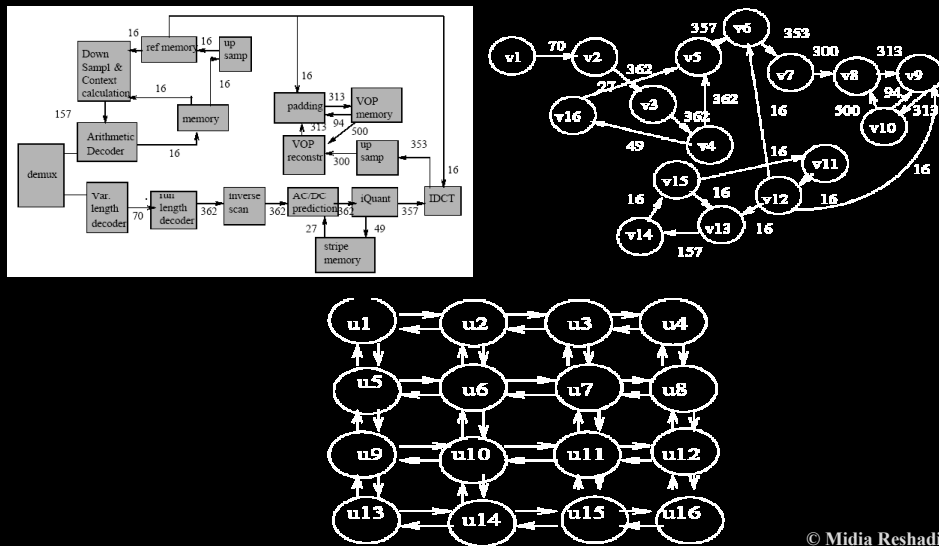 16
Down
Sampl &
Context
calculation
ref memory
16
up
samp
16
16
memory
157
Arithmetic
Decoder
16
demux
Var.
length
decoder
70
length
decoder
362
inverse
scan
362
AC/DC
prediction
362
iQuant
357
IDCT
27
49
stripe
memory
16
padding
313
VOP
memory
94
313
500
VOP
reconstr
300
up
samp
353
16
v1
70
v2
362
v3
27
v16
362
v4
49
362
v5
357
v6
353
v7
300
v8
313
v9
94
500
v10
313
16
v11
16
v15
16
v12
16
16
16
v14
v13
16
157
u1
u2
u3
u4
u5
u6
u7
u8
u9
u10
u11
u12
u13
u14
u15
u16
© Midia Reshadi